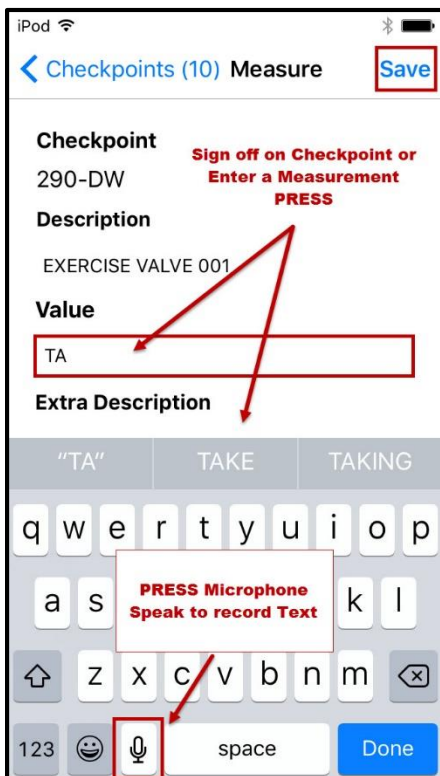 iPod
Checkpoints (10) Measure Save
Checkpoint
290-DW
Sign off on Checkpoint or
Enter a Measurement
PRESS
Description
EXERCISE VALVE 001
Value
TA
Extra Description
"TA" TAKE TAKING
q w e r t y u i o p
a s k l
PRESS Microphone
Speak to record Text
z x c v b n m
123 space Done